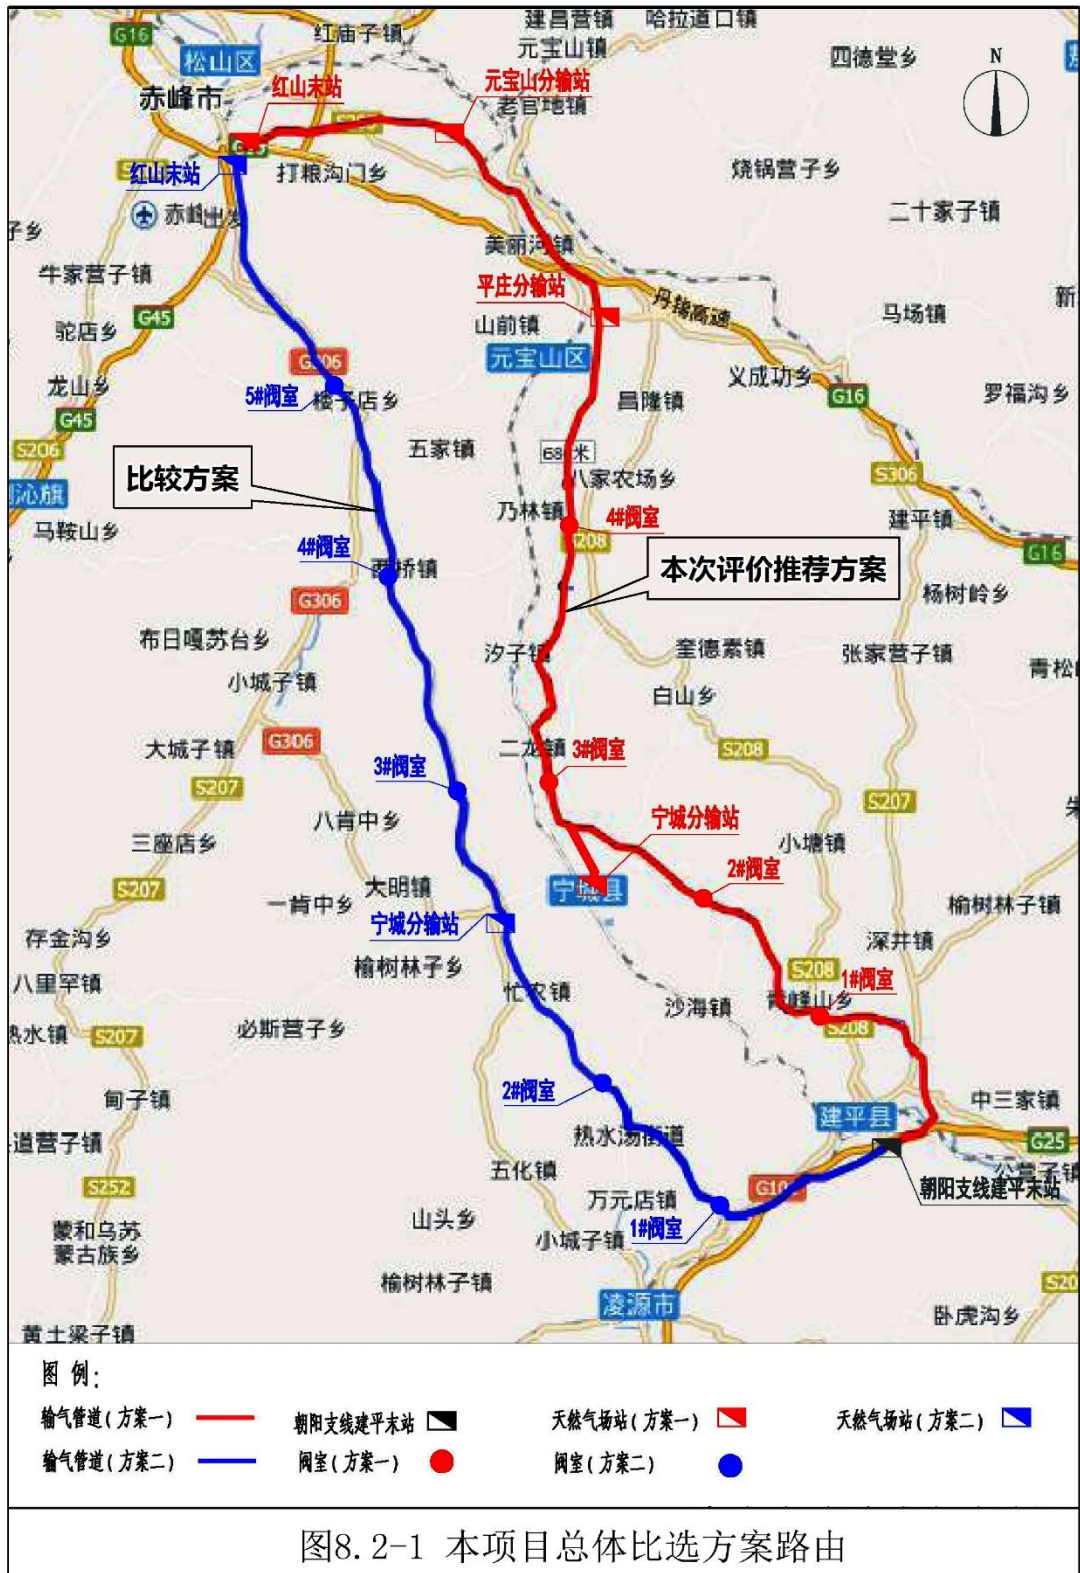 建昌营镇
哈拉道口镇
G16
红庙子镇
元宝山镇
四德堂乡
松山区
N
红山末站
元宝山分输站
赤峰市
老官地镇
红山末站
打粮沟门乡
烧锅营子乡
二十家子镇
美丽河镇
牛家营子镇
平庄分输站
丹锡高速
马场镇
G45
驼店乡
山前镇
元宝山区
G306
义成功乡
龙山乡
5#阀室
昌隆镇
G16
罗福沟乡
G45
S206
五家镇
比较方案
八家农场乡
S306
马鞍山乡
乃林镇
4#阀室
建平镇
4#阀室
S208
G16
本次评价推荐方案
G306
杨树岭乡
布日嘎苏台乡
汐子镇
奎德素镇
张家营子镇
小城子镇
白山乡
大城子镇
G306
二龙镇
3#阀室
S208
3#阀室
S207
S207
八肯中乡
宁城分输站
三座店乡
小塘镇
S207
大明镇
宁城县
2#阀室
一肯中乡
榆树林子镇
宁城分输站
存金沟乡
深井镇
榆树林子乡
S208
八里罕镇
忙农镇
1#阀室
青峰山乡
沙海镇
热水镇
S207
必斯营子乡
S208
甸子镇
2#阀室
建平县
中三家镇
道营子镇
热水汤街道
G25
五化镇
公营子镇
S252
万元店镇
朝阳支线建平末站
山头乡
1#阀室
蒙和乌苏
蒙古族乡
小城子镇
榆树林子镇
凌源市
卧虎沟乡
黄土梁子镇
图 例:
输气管道(方案一)
朝阳支线建平末站
天然气场站(方案一)
天然气场站(方案二)
输气管道(方案二)
阀室(方案一)
阀室(方案二)
图8.2-1 本项目总体比选方案路由